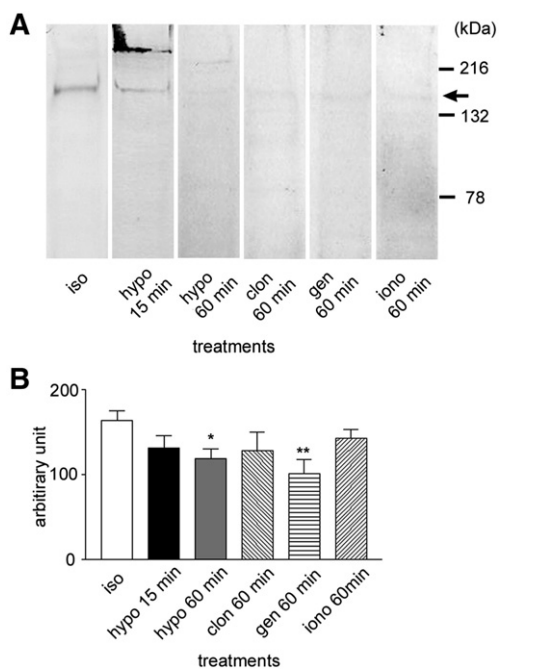 A
(kDa)
216
132
78
iso
hypo
15 min
hypo
60 min
clon
60 min
gen
60 min
iono
60 min
treatments
B
arbitirary unit
200
100
0
*
**
iso
hypo 15 min
hypo 60 min
clon 60 min
gen 60 min
iono 60min
treatments